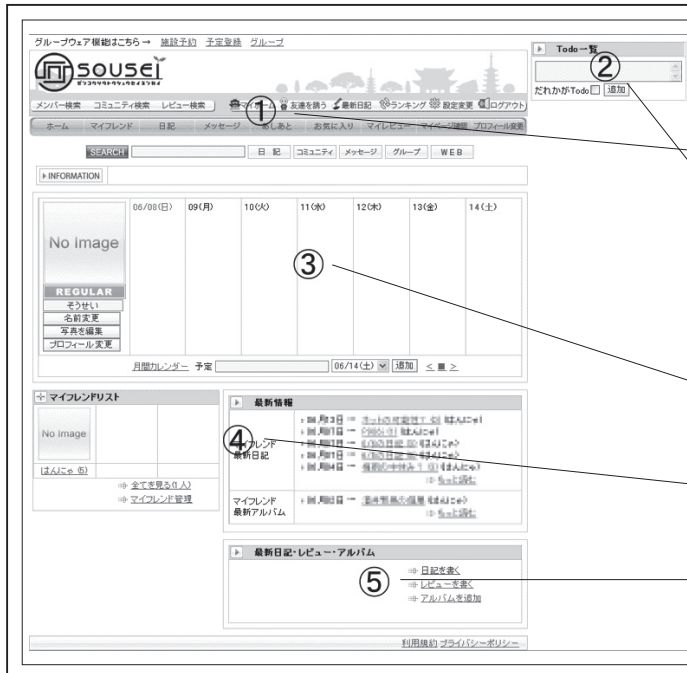 グループウェア機能はこちら→ 施設予約 予定登録 グループ
sousei
メンバー検索 コミュニティ検索 レビュー検索 マイホーム 友達を誘う 最新日記 ランキング 設定変更 ログアウト
①
ホーム マイフレンド 日記 メッセージ あしあと お気に入り マイレビュー マイページ確認 プロフィール変更
SEARCH 日 記 コミュニティ メッセージ グループ WEB
INFORMATION
Todo一覧
②
だれかがTodo 追加
06/08(日) 09(月) 10(火) 11(水) 12(木) 13(金) 14(土)
No Image
③
REGULAR
そうせい
名前変更
写真を編集
プロフィール変更
月間カレンダー 予定 06/14(土) 追加 < ■ >
マイフレンドリスト
No Image
はんにゃ (5)
全てを見る(1人)
マイフレンド管理
最新情報
④
マイフレンド
最新日記
もっと読む
マイフレンド
最新アルバム
もっと読む
最新日記・レビュー・アルバム
⑤
日記を書く
レビューを書く
アルバムを追加
利用規約 プライバシーポリシー